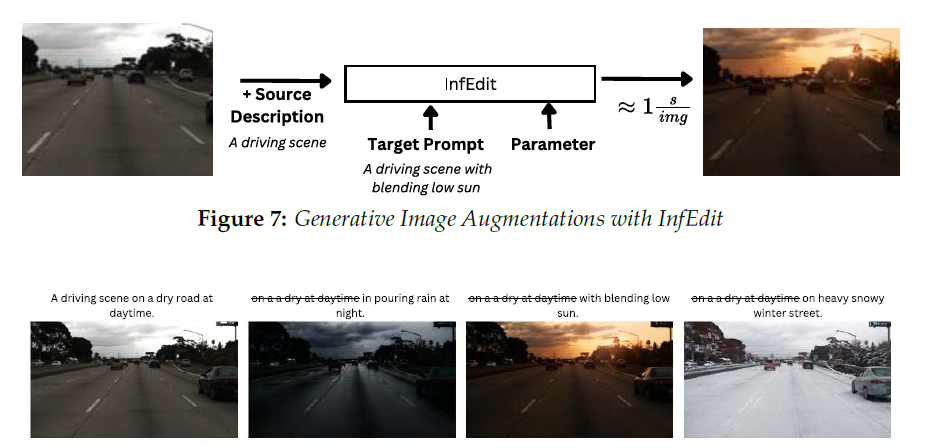 InfEdit
+ Source
Description
A driving scene
≈ 1 s/img
Target Prompt
Parameter
A driving scene with
blending low sun
Figure 7: Generative Image Augmentations with InfEdit
A driving scene on a dry road at
daytime.
on a a dry at daytime in pouring rain at
night.
on a a dry at daytime with blending low
sun.
on a a dry at daytime on heavy snowy
winter street.